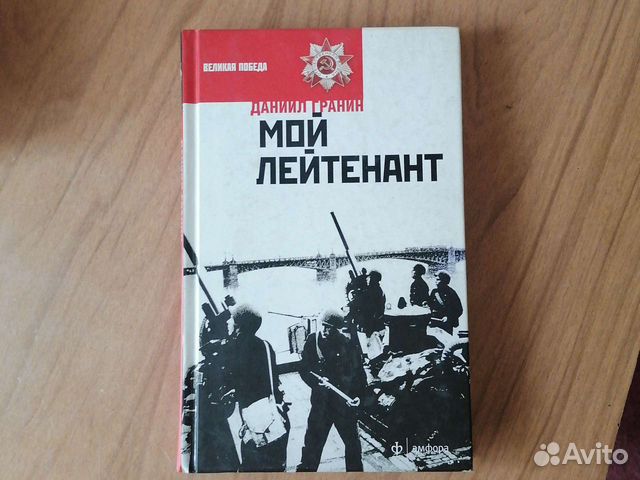 ВЕЛИКАЯ ПОБЕДА
ДАНИИЛ ГРАНИН
МОЙ
ЛЕЙТЕНАНТ
ф | амфора
Avito